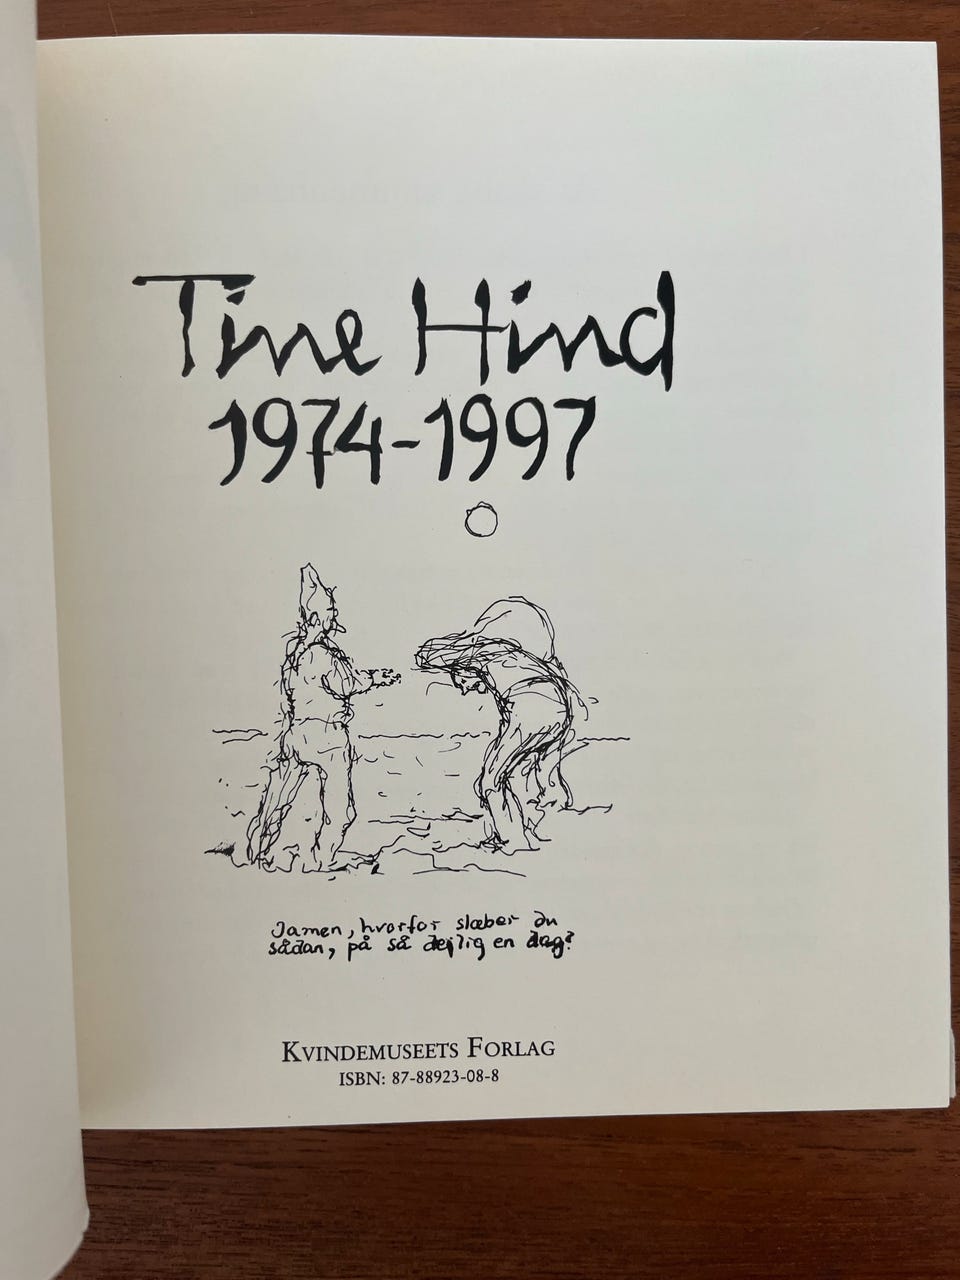 Tine Hind
1974-1997
Jamen, hvorfor slæber du
sådan, på så dejlig en dag?
KVINDEMUSEETS FORLAG
ISBN: 87-88923-08-8